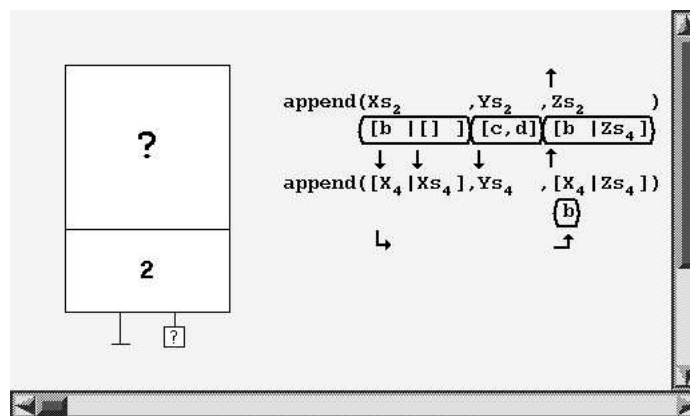 append(Xs2 ,Ys2 ,Zs2 )
[b |[] ] [c,d] [b |Zs4]
append([X4|Xs4],Ys4 ,[X4|Zs4])
b
?
2
?